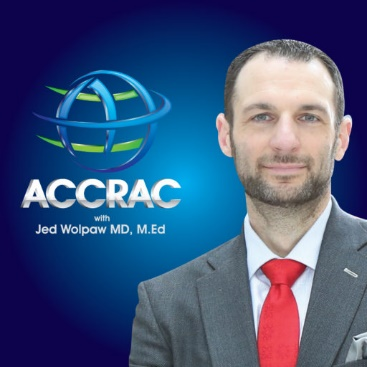 ACCRAC
with
Jed Wolpaw MD, M.Ed